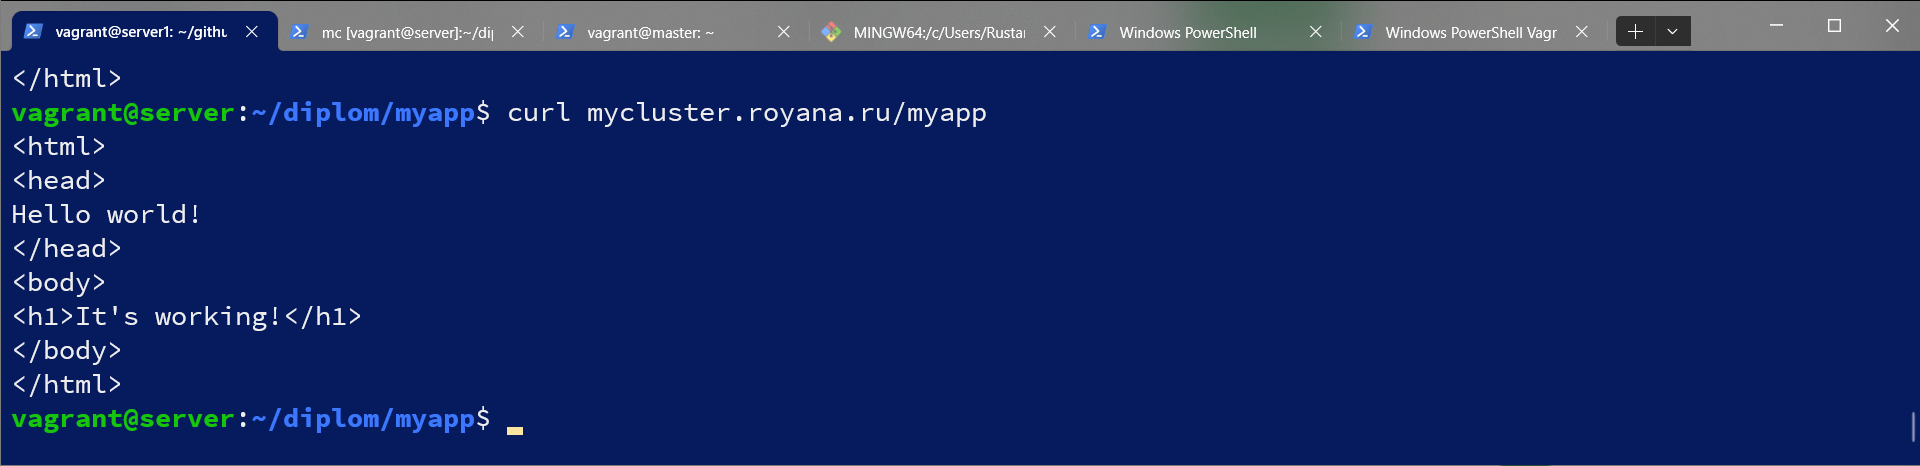 vagrant@server1: ~/githu
mc [vagrant@server]:~/dip
vagrant@master: ~
MINGW64:/c/Users/Rustar
Windows PowerShell
Windows PowerShell Vagr
</html>
vagrant@server:~/diplom/myapp$ curl mycluster.royana.ru/myapp
<html>
<head>
Hello world!
</head>
<body>
<h1>It's working!</h1>
</body>
</html>
vagrant@server:~/diplom/myapp$